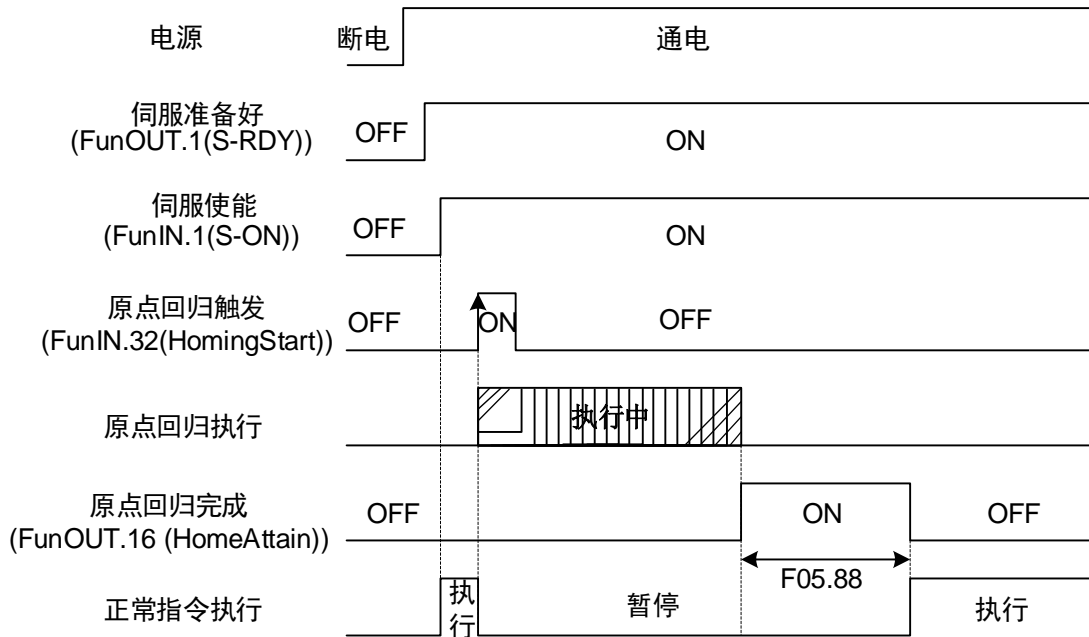 电源
断电
通电
伺服准备好
(FunOUT.1(S-RDY))
OFF
ON
伺服使能
(FunIN.1(S-ON))
OFF
ON
原点回归触发
(FunIN.32(HomingStart))
OFF
ON
OFF
原点回归执行
执行中
原点回归完成
(FunOUT.16 (HomeAttain))
OFF
ON
OFF
F05.88
正常指令执行
执
行
暂停
执行